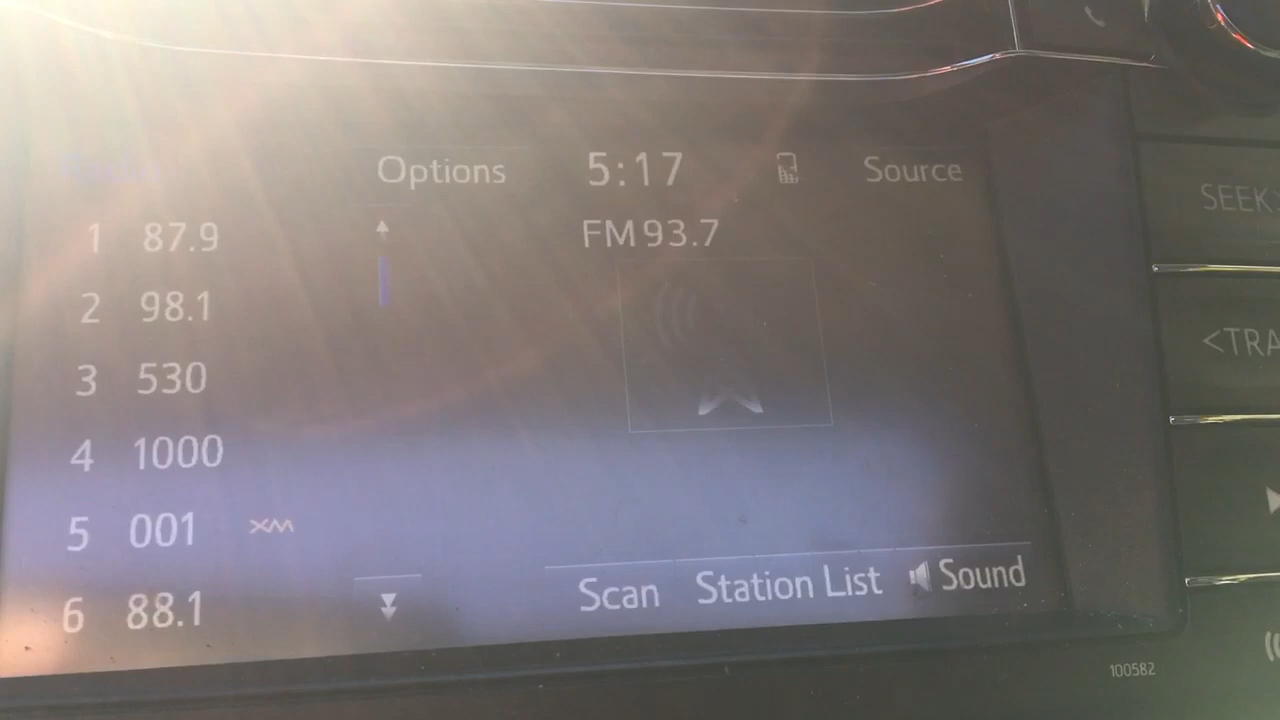 Options 5:17 Source
FM 93.7
1 87.9
2 98.1
3 530
4 1000
5 001 XM
6 88.1
Scan Station List Sound
SEEK>
<TRA
100582